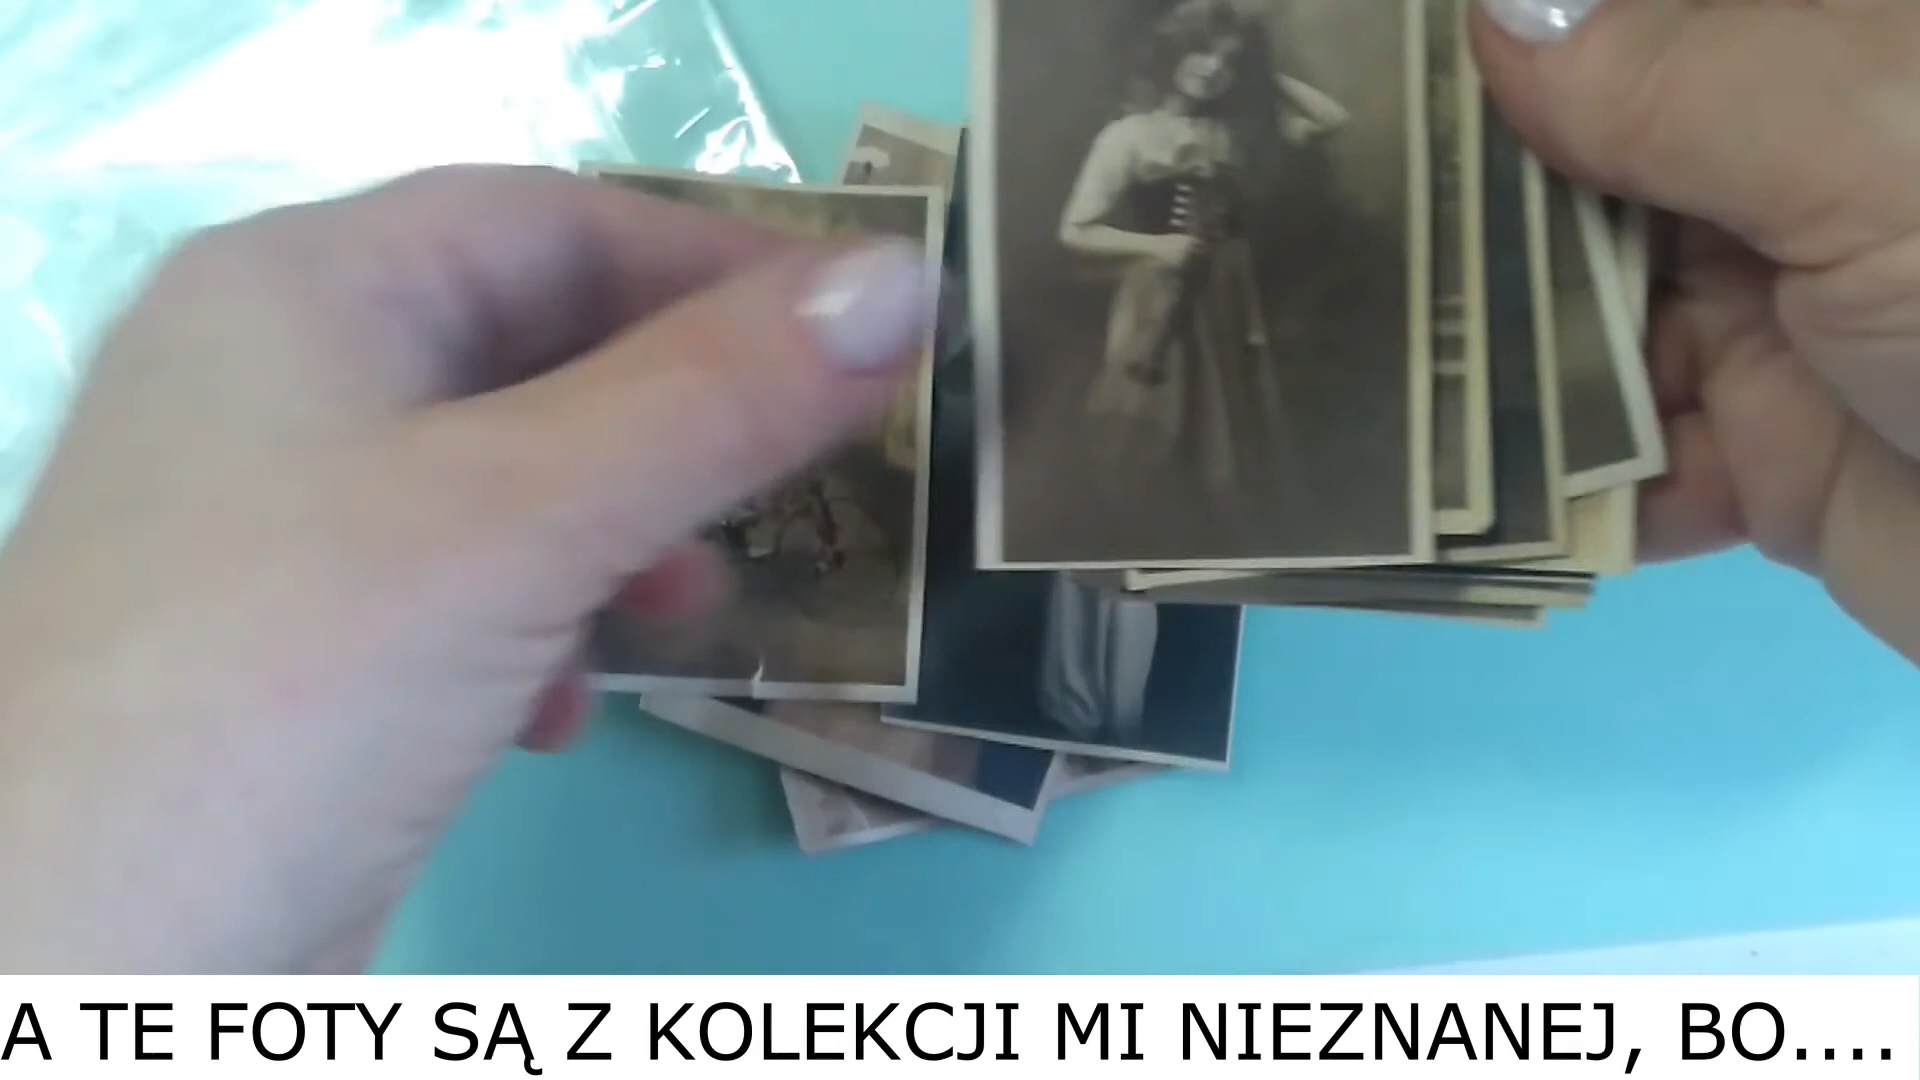 A TE FOTY SĄ Z KOLEKCJI MI NIEZNANEJ, BO....